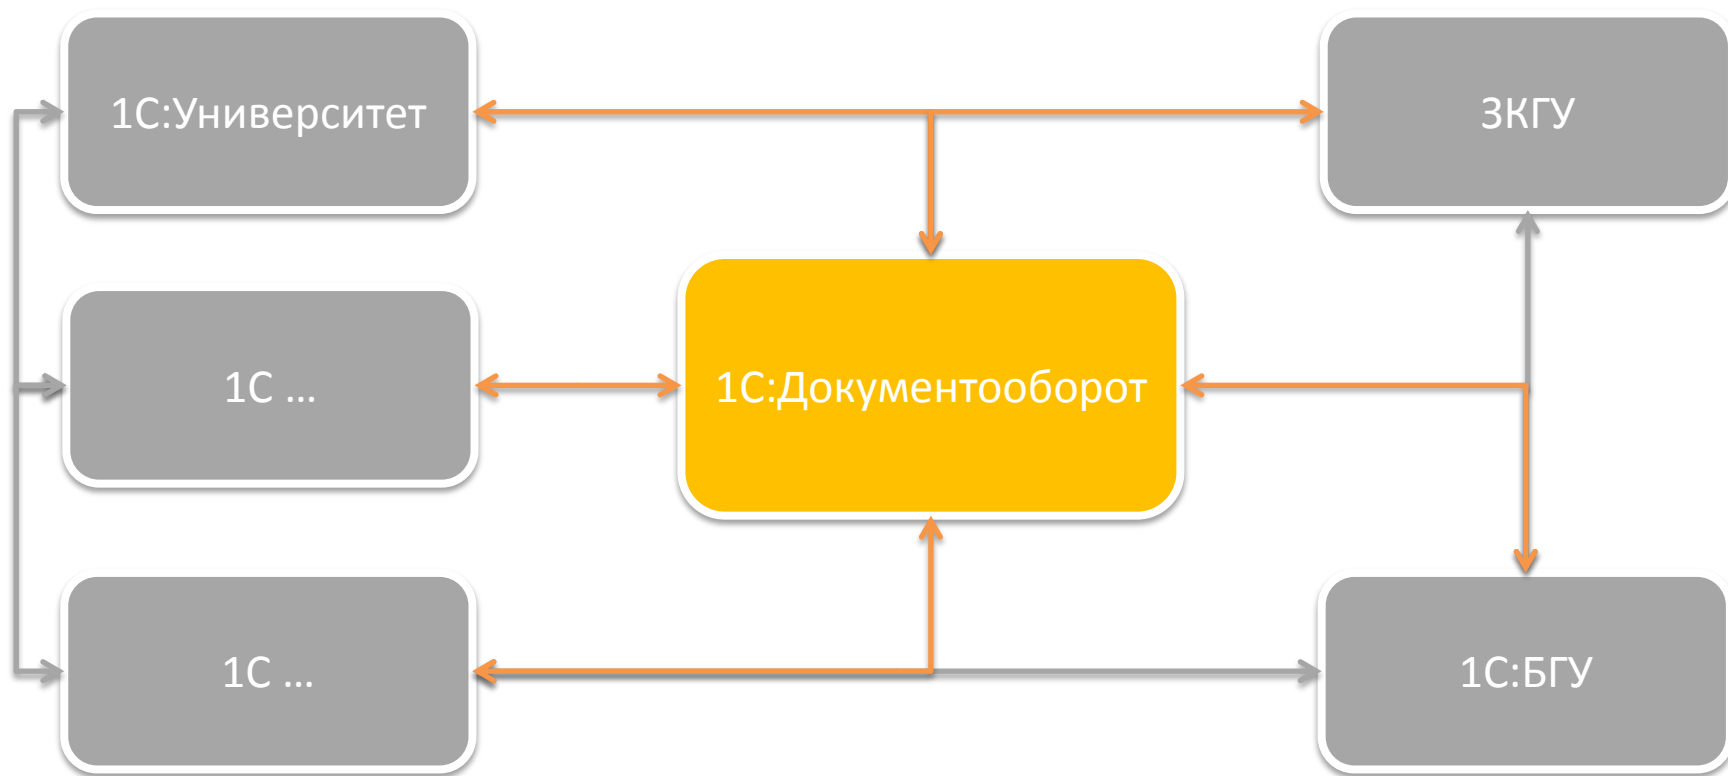 1С:Университет
ЗКГУ
1С ...
1С:Документооборот
1С ...
1С:БГУ